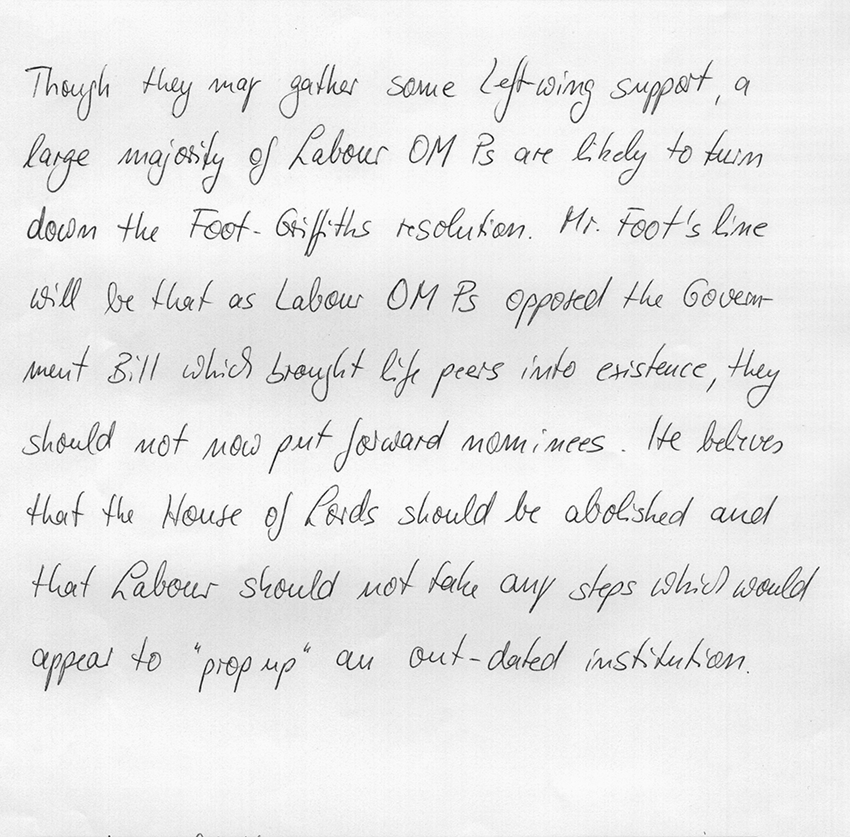 Though they may gather some Left-wing support, a
large majority of Labour OM Ps are likely to turn
down the Foot-Griffiths resolution. Mr. Foot's line
will be that as Labour OM Ps opposed the Govern-
ment Bill which brought life peers into existence, they
should not now put forward nominees. He believes
that the House of Lords should be abolished and
that Labour should not take any steps which would
appear to "prop up" an out-dated institution.